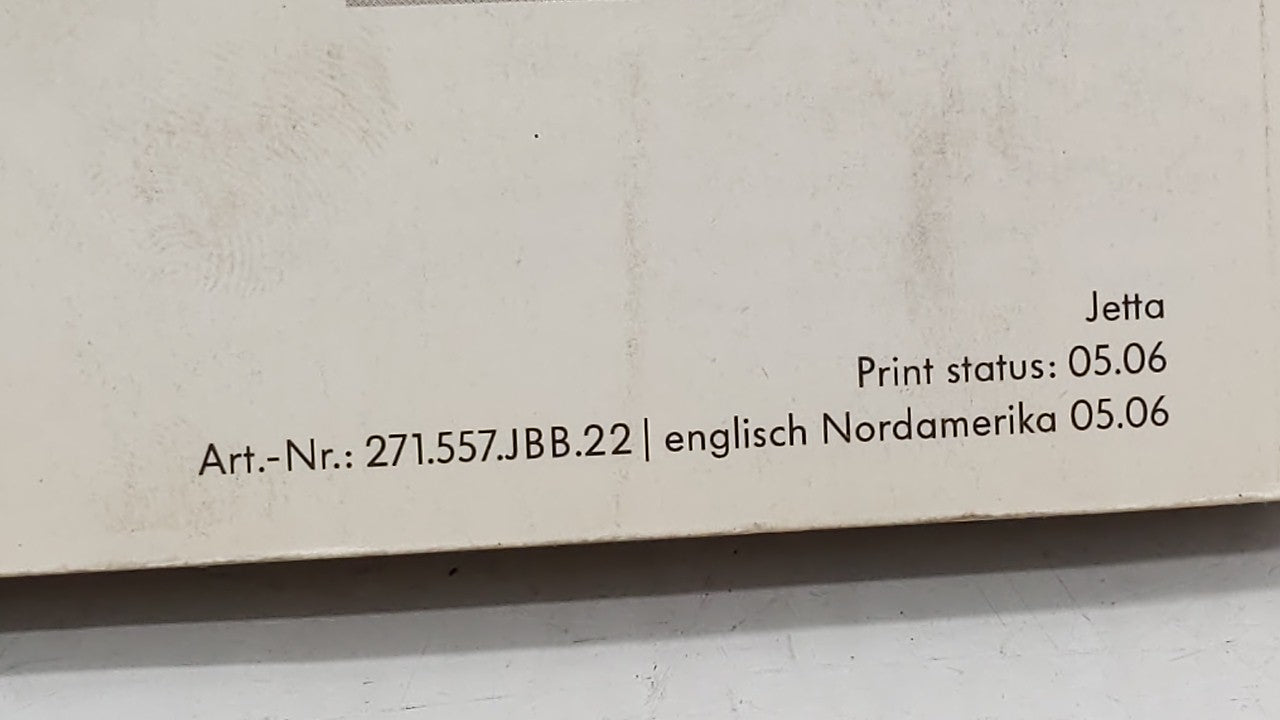 Jetta
Print status: 05.06
Art.-Nr.: 271.557.JBB.22 | englisch Nordamerika 05.06